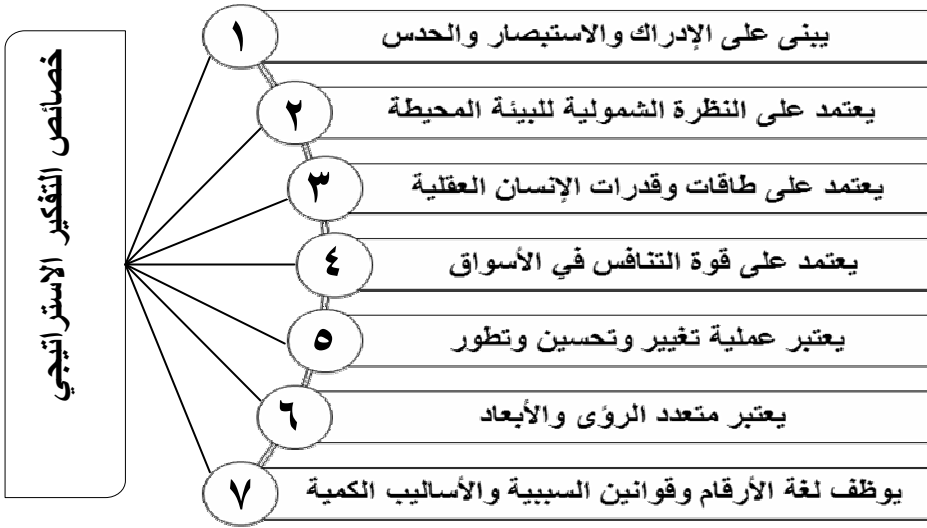 خصائص التفكير الاستراتيجي
١ يبنى على الإدراك والاستبصار والحدس
٢ يعتمد على النظرة الشمولية للبيئة المحيطة
٣ يعتمد على طاقات وقدرات الإنسان العقلية
٤ يعتمد على قوة التنافس في الأسواق
٥ يعتبر عملية تغيير وتحسين وتطور
٦ يعتبر متعدد الرؤى والأبعاد
٧ يوظف لغة الأرقام وقوانين السببية والأساليب الكمية